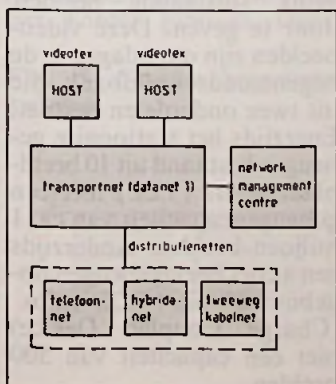 videotex videotex
HOST HOST
transportnet (datanet 1)
network
management
centre
distributienetten
telefoon-
net
hybride-
net
tweeweg
kabelnet